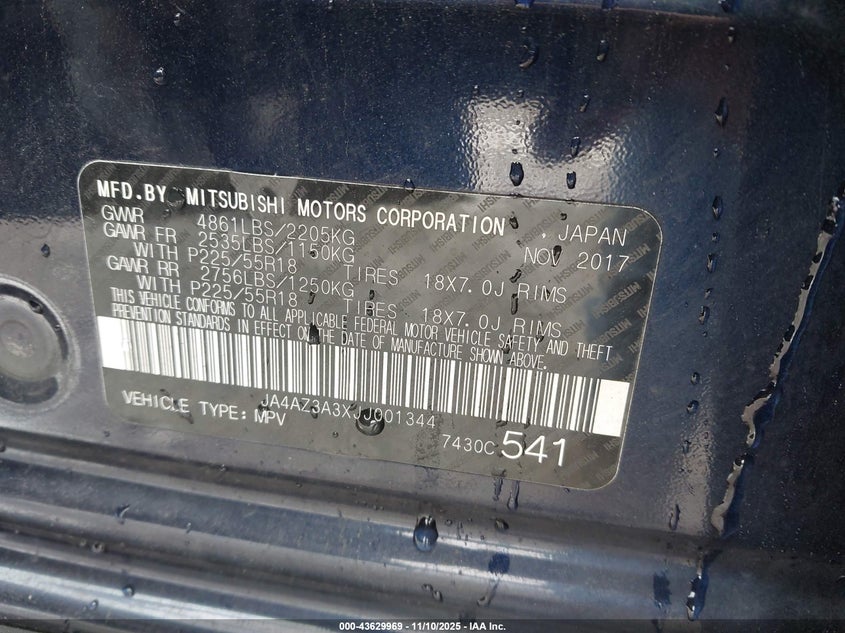 MFD.BY MITSUBISHI MOTORS CORPORATION , JAPAN
GVWR 4861LBS/2205KG NOV 2017
GAWR FR 2535LBS/1150KG
WITH P225/55R18 TIRES 18X7.0J RIMS
GAWR RR 2756LBS/1250KG
WITH P225/55R18 TIRES 18X7.0J RIMS
THIS VEHICLE CONFORMS TO ALL APPLICABLE FEDERAL MOTOR VEHICLE SAFETY AND THEFT
PREVENTION STANDARDS IN EFFECT ON THE DATE OF MANUFACTURE SHOWN ABOVE.
JA4AZ3A3XJJ001344
VEHICLE TYPE: MPV
7430C 541
000-43629969 — 11/10/2025 — IAA Inc.